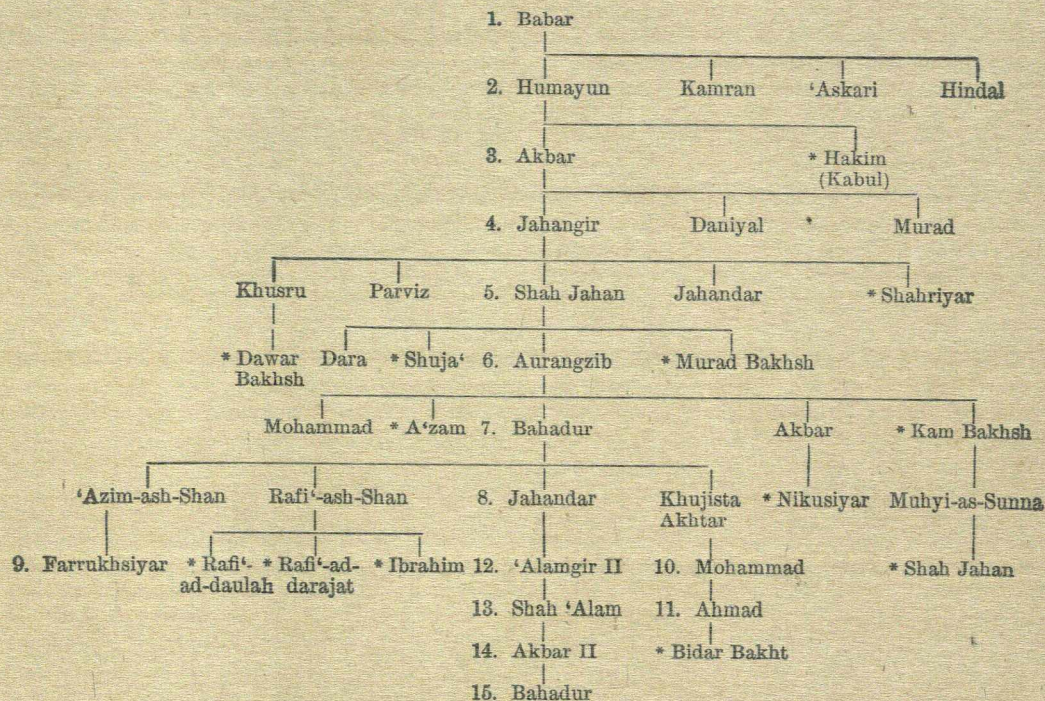 1. Babar
2. Humayun Kamran ‘Askari Hindal
3. Akbar * Hakim
(Kabul)
4. Jahangir Daniyal * Murad
Khusru Parviz 5. Shah Jahan Jahandar * Shahriyar
* Dawar Dara * Shuja‘ 6. Aurangzib * Murad Bakhsh
Bakhsh
Mohammad * A‘zam 7. Bahadur Akbar * Kam Bakhsh
‘Azim-ash-Shan Rafi‘-ash-Shan 8. Jahandar Khujista * Nikusiyar Muhyi-as-Sunna
Akhtar
9. Farrukhsiyar * Rafi‘- * Rafi‘-ad- * Ibrahim 12. ‘Alamgir II 10. Mohammad * Shah Jahan
ad-daulah darajat
13. Shah ‘Alam 11. Ahmad
14. Akbar II * Bidar Bakht
15. Bahadur